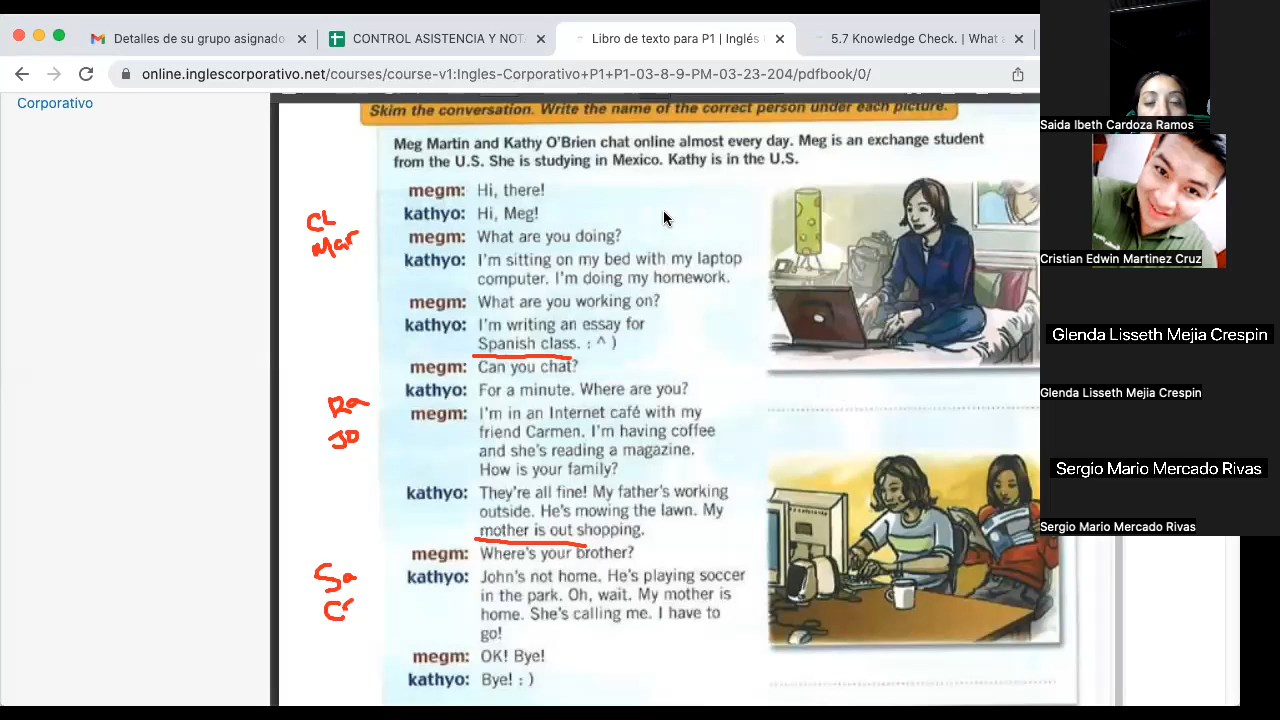 Detalles de su grupo asignado
CONTROL ASISTENCIA Y NOT
Libro de texto para P1 | Inglés
5.7 Knowledge Check. | What
online.inglescorporativo.net/courses/course-v1:Ingles-Corporativo+P1+P1-03-8-9-PM-03-23-204/pdfbook/0/
Corporativo
Skim the conversation. Write the name of the correct person under each picture.
Meg Martin and Kathy O'Brien chat online almost every day. Meg is an exchange student
from the U.S. She is studying in Mexico. Kathy is in the U.S.
megm: Hi, there!
kathyo: Hi, Meg!
megm: What are you doing?
kathyo: I'm sitting on my bed with my laptop
computer. I'm doing my homework.
megm: What are you working on?
kathyo: I'm writing an essay for
Spanish class. : ^ )
megm: Can you chat?
kathyo: For a minute. Where are you?
megm: I'm in an Internet café with my
friend Carmen. I'm having coffee
and she's reading a magazine.
How is your family?
kathyo: They're all fine! My father's working
outside. He's mowing the lawn. My
mother is out shopping.
megm: Where's your brother?
kathyo: John's not home. He's playing soccer
in the park. Oh, wait. My mother is
home. She's calling me. I have to
go!
megm: OK! Bye!
kathyo: Bye! : )
CL
Mar
Ra
Jo
Sa
Cr
Saida Ibeth Cardoza Ramos
Cristian Edwin Martinez Cruz
Glenda Lisseth Mejia Crespin
Glenda Lisseth Mejia Crespin
Sergio Mario Mercado Rivas
Sergio Mario Mercado Rivas